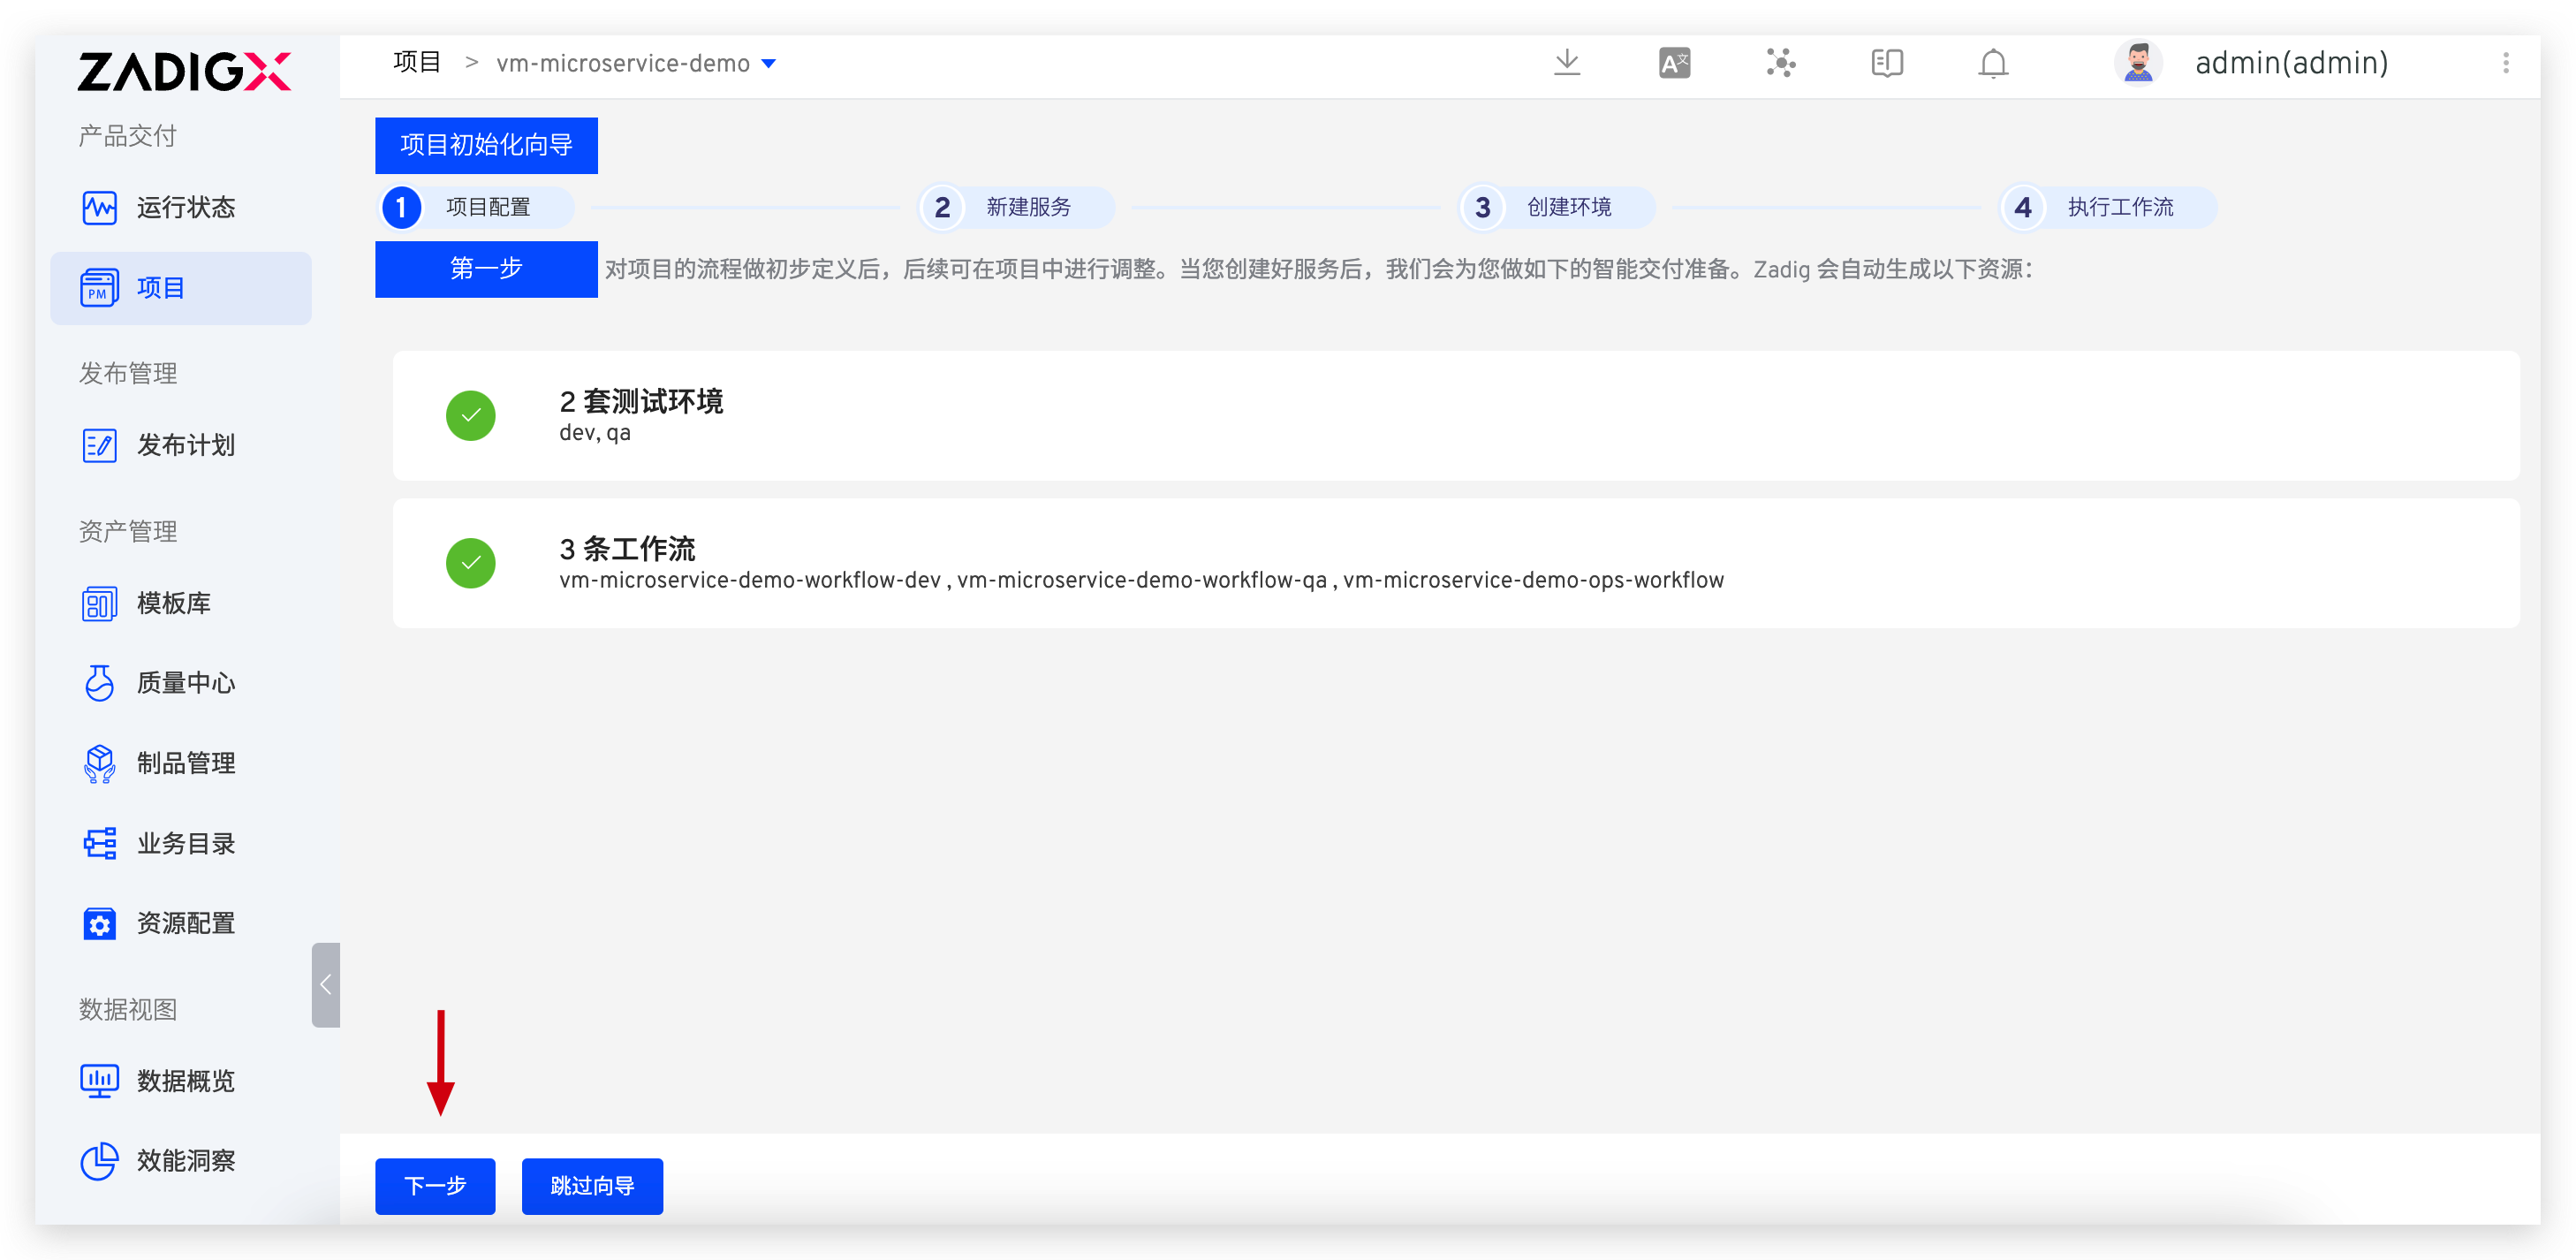 ZADIGX
产品交付
运行状态
PM
项目
发布管理
发布计划
资产管理
模板库
质量中心
制品管理
业务目录
资源配置
数据视图
数据概览
效能洞察
项目 > vm-microservice-demo
A文
admin(admin)
项目初始化向导
1 项目配置
2 新建服务
3 创建环境
4 执行工作流
第一步 对项目的流程做初步定义后，后续可在项目中进行调整。当您创建好服务后，我们会为您做如下的智能交付准备。Zadig 会自动生成以下资源：
2 套测试环境
dev, qa
3 条工作流
vm-microservice-demo-workflow-dev , vm-microservice-demo-workflow-qa , vm-microservice-demo-ops-workflow
下一步 跳过向导